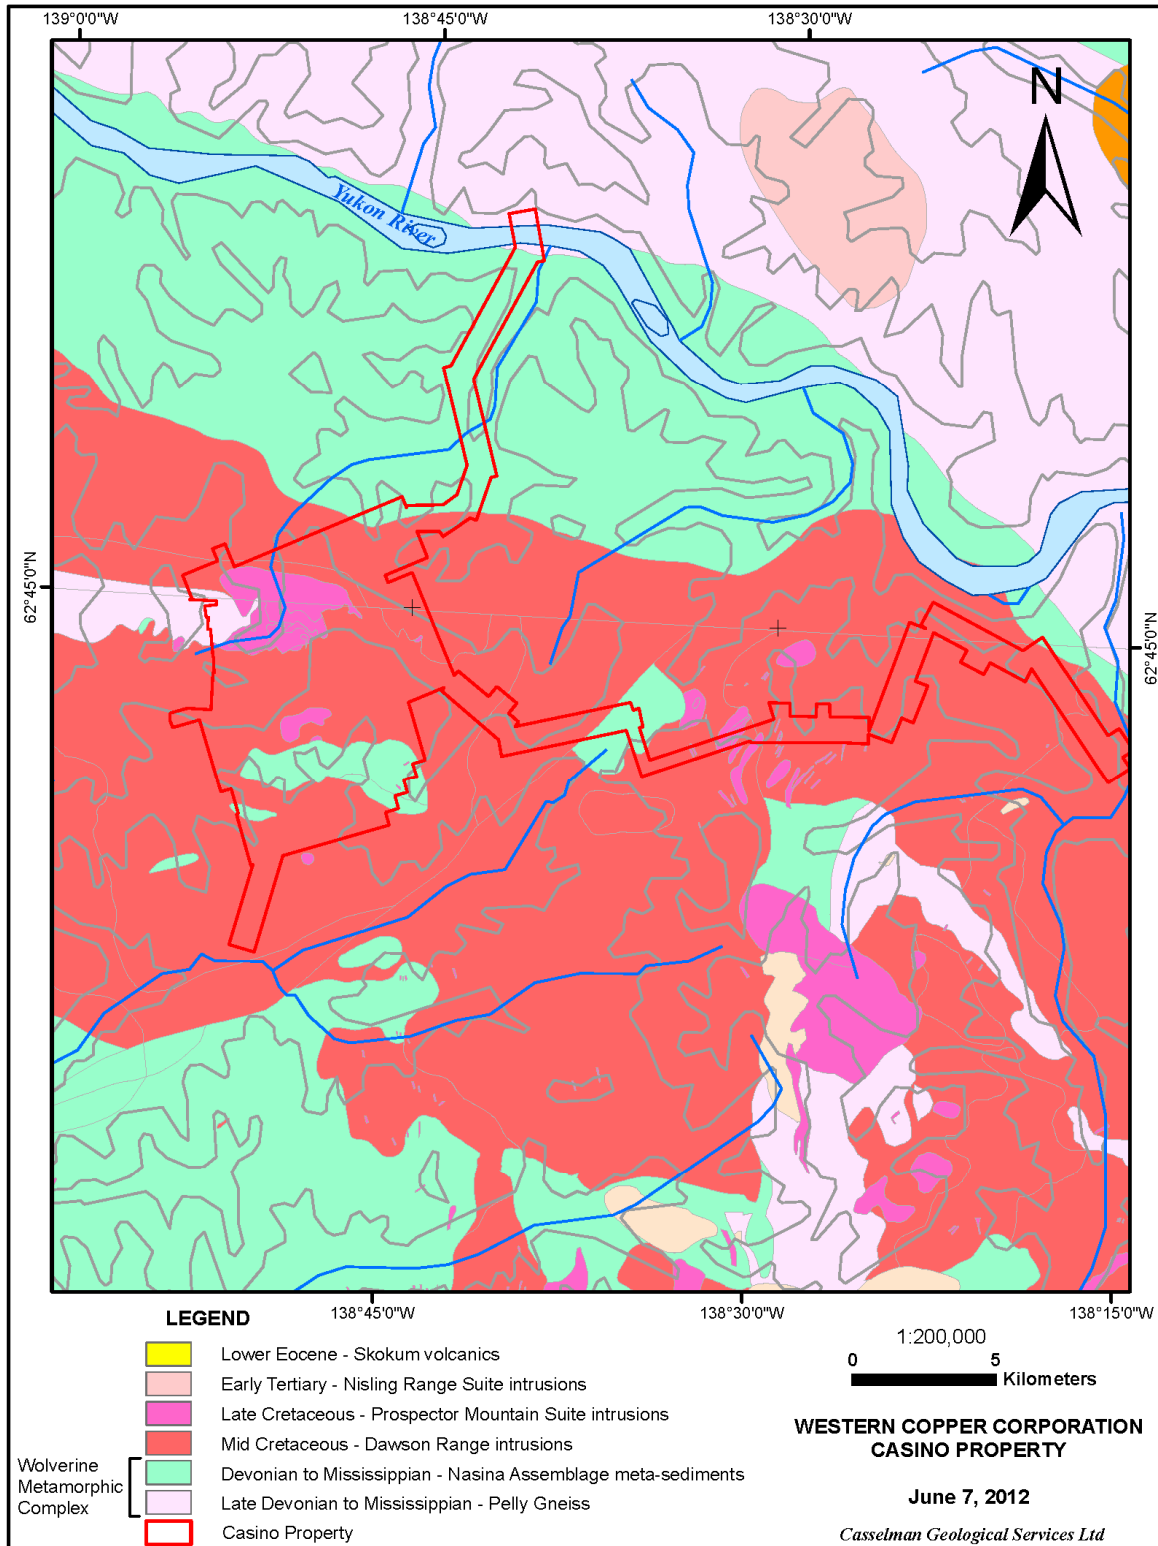 139°0'0"W
138°45'0"W
138°30'0"W
N
Yukon River
62°45'0"N
62°45'0"N
138°45'0"W
138°30'0"W
138°15'0"W
LEGEND
Lower Eocene - Skokum volcanics
Early Tertiary - Nisling Range Suite intrusions
Late Cretaceous - Prospector Mountain Suite intrusions
Mid Cretaceous - Dawson Range intrusions
Wolverine
Metamorphic
Complex
Devonian to Mississippian - Nasina Assemblage meta-sediments
Late Devonian to Mississippian - Pelly Gneiss
Casino Property
1:200,000
0 5
Kilometers
WESTERN COPPER CORPORATION
CASINO PROPERTY
June 7, 2012
Casselman Geological Services Ltd